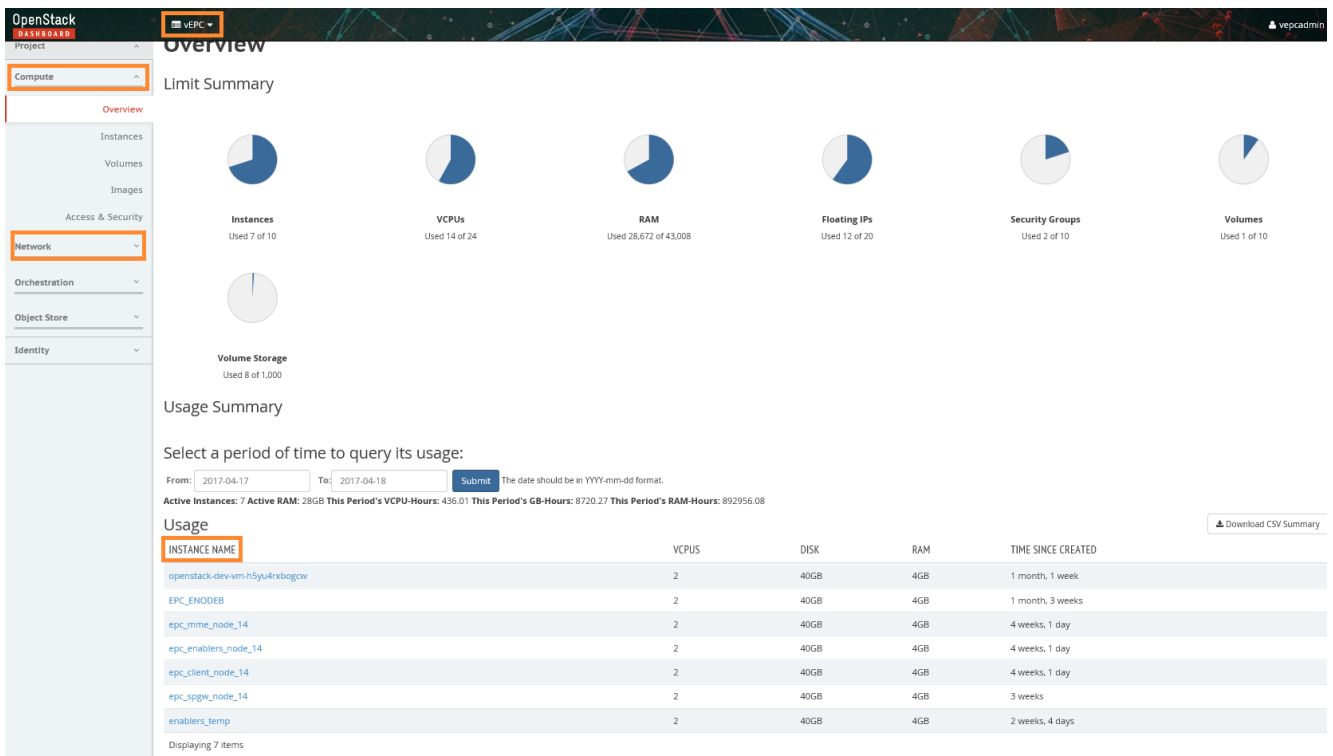 OpenStack
DASHBOARD
vEPC
vepcadmin
Project
Compute
Overview
Instances
Volumes
Images
Access & Security
Network
Orchestration
Object Store
Identity
Overview
Limit Summary
Instances VCPUs RAM Floating IPs Security Groups Volumes
Used 7 of 10 Used 14 of 24 Used 28,672 of 43,008 Used 12 of 20 Used 2 of 10 Used 1 of 10
Volume Storage
Used 8 of 1,000
Usage Summary
Select a period of time to query its usage:
From: 2017-04-17 To: 2017-04-18 Submit The date should be in YYYY-mm-dd format.
Active Instances: 7 Active RAM: 28GB This Period's VCPU-Hours: 436.01 This Period's GB-Hours: 8720.27 This Period's RAM-Hours: 892956.08
Usage
Download CSV Summary
INSTANCE NAME VCPUS DISK RAM TIME SINCE CREATED
openstack-dev-vm-h5yu4rxbogcw 2 40GB 4GB 1 month, 1 week
EPC_ENODEB 2 40GB 4GB 1 month, 3 weeks
epc_mme_node_14 2 40GB 4GB 4 weeks, 1 day
epc_enablers_node_14 2 40GB 4GB 4 weeks, 1 day
epc_client_node_14 2 40GB 4GB 4 weeks, 1 day
epc_spgw_node_14 2 40GB 4GB 3 weeks
enablers_temp 2 40GB 4GB 2 weeks, 4 days
Displaying 7 items